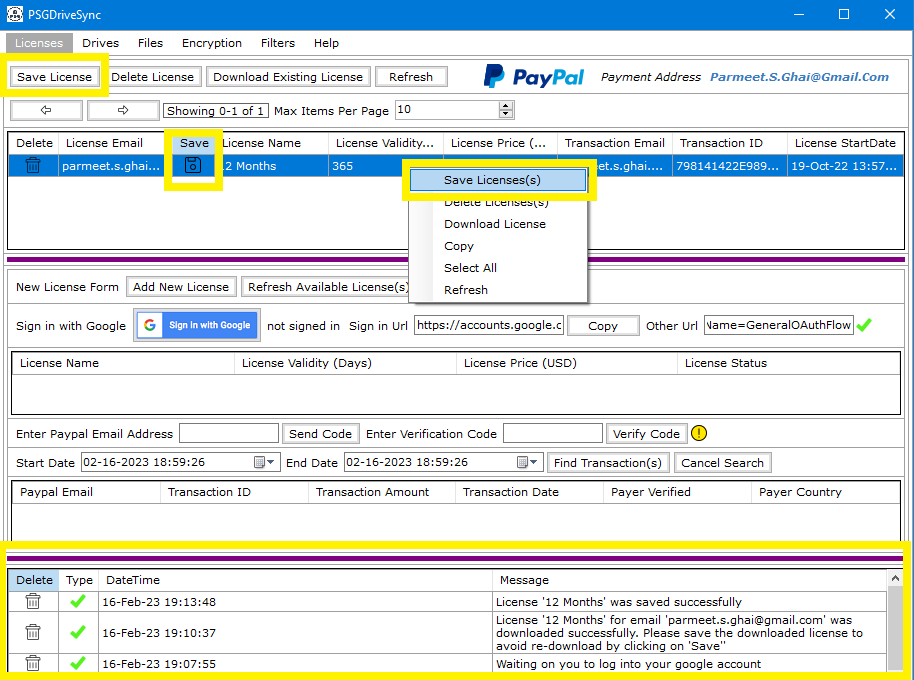 PSGDriveSync
Licenses Drives Files Encryption Filters Help
Save License Delete License Download Existing License Refresh PayPal Payment Address Parmeet.S.Ghai@Gmail.Com
Showing 0-1 of 1 Max Items Per Page 10
Delete License Email Save License Name License Validity... License Price (... Transaction Email Transaction ID License StartDate
parmeet.s.ghai... 2 Months 365 et.s.ghai.... 798141422E989... 19-Oct-22 13:57...
Save Licenses(s)
Delete Licenses(s)
Download License
Copy
Select All
Refresh
New License Form Add New License Refresh Available License(s)
Sign in with Google Sign in with Google not signed in Sign in Url https://accounts.google.c Copy Other Url Name=GeneralOAuthFlow
License Name License Validity (Days) License Price (USD) License Status
Enter Paypal Email Address Send Code Enter Verification Code Verify Code
Start Date 02-16-2023 18:59:26 End Date 02-16-2023 18:59:26 Find Transaction(s) Cancel Search
Paypal Email Transaction ID Transaction Amount Transaction Date Payer Verified Payer Country
Delete Type DateTime Message
16-Feb-23 19:13:48 License '12 Months' was saved successfully
License '12 Months' for email 'parmeet.s.ghai@gmail.com' was
16-Feb-23 19:10:37 downloaded successfully. Please save the downloaded license to
avoid re-download by clicking on 'Save''
16-Feb-23 19:07:55 Waiting on you to log into your google account